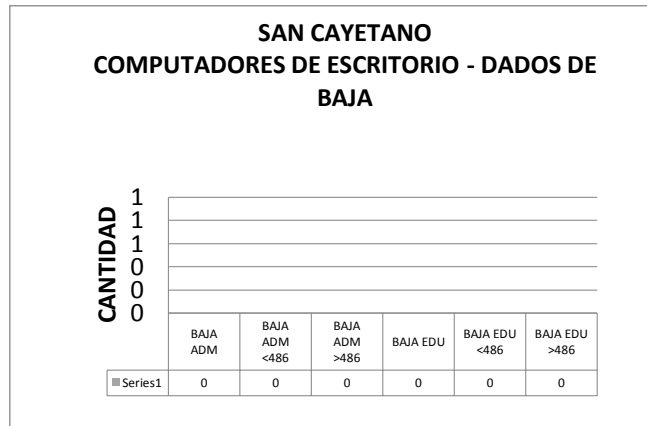 SAN CAYETANO
COMPUTADORES DE ESCRITORIO - DADOS DE
BAJA
CANTIDAD
1
1
1
0
0
0
BAJA
ADM
BAJA
ADM
<486
BAJA
ADM
>486
BAJA EDU
BAJA EDU
<486
BAJA EDU
>486
Series1 0 0 0 0 0 0